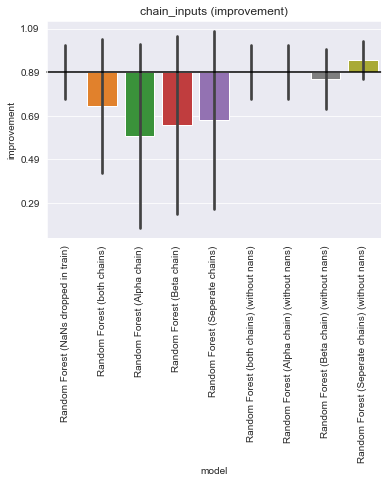 chain_inputs (improvement)
1.09
0.89
0.69
0.49
0.29
improvement
Random Forest (NaNs dropped in train)
Random Forest (both chains)
Random Forest (Alpha chain)
Random Forest (Beta chain)
Random Forest (Seperate chains)
Random Forest (both chains) (without nans)
Random Forest (Alpha chain) (without nans)
Random Forest (Beta chain) (without nans)
Random Forest (Seperate chains) (without nans)
model